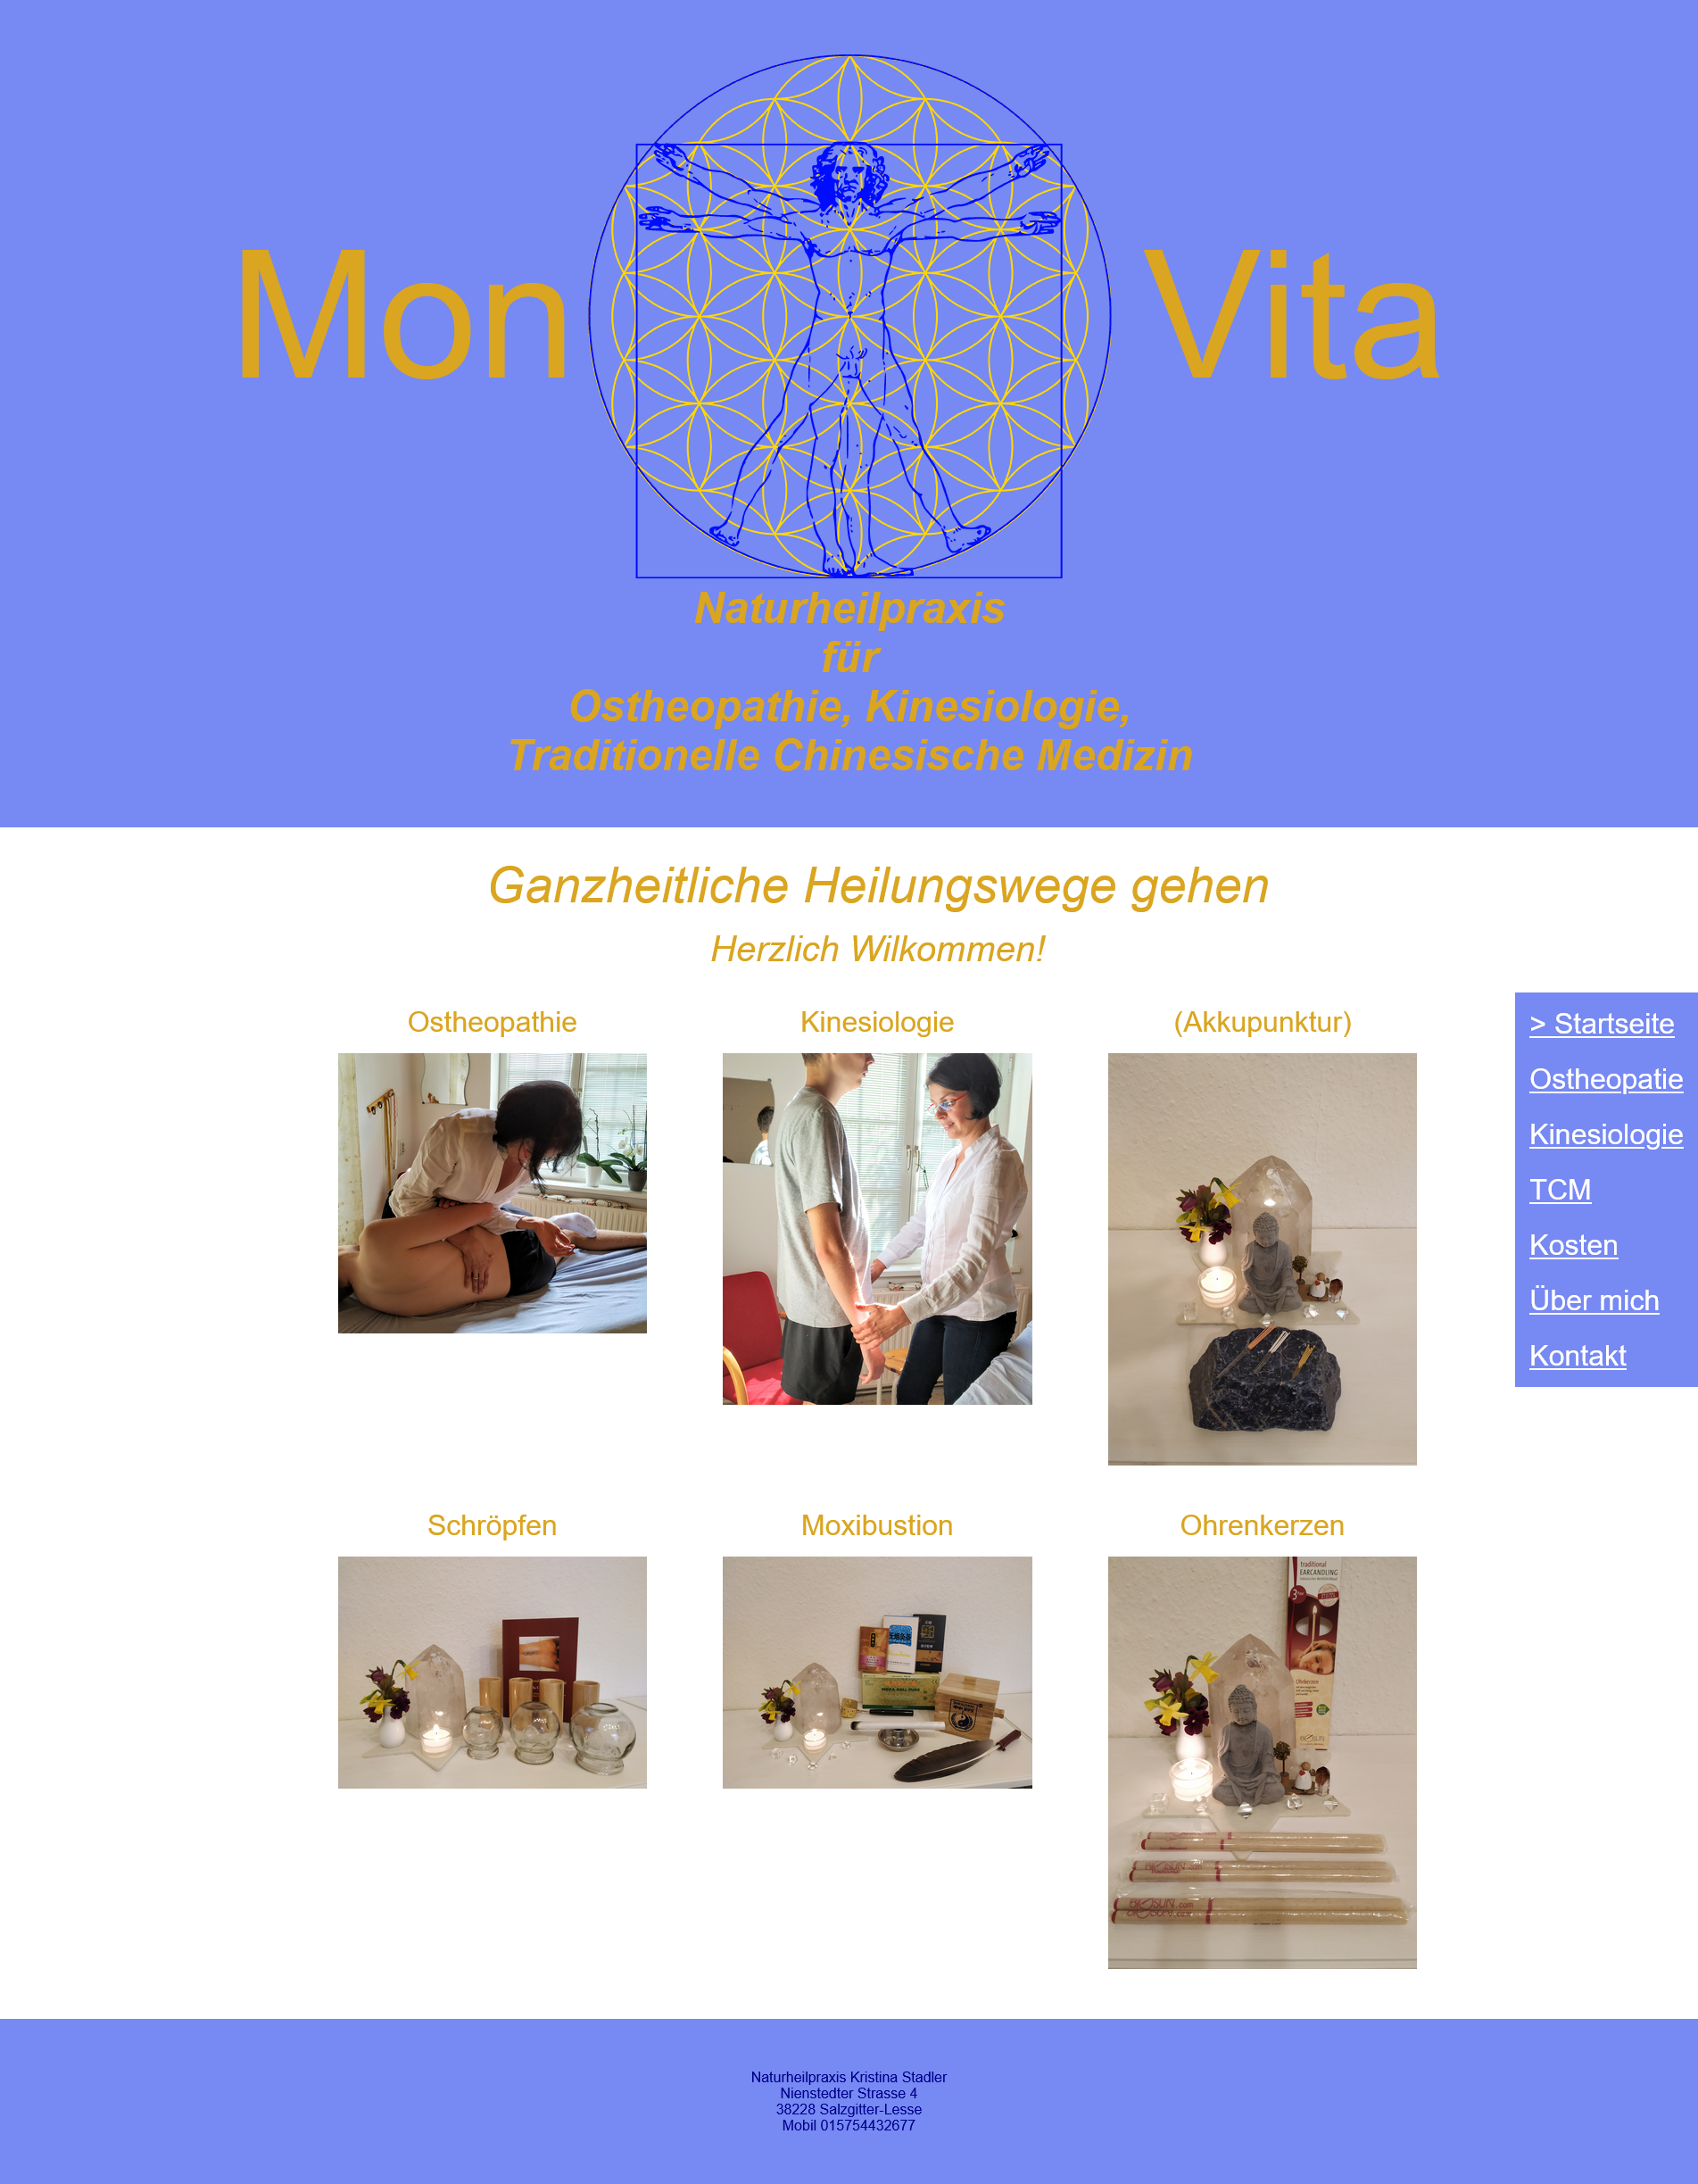 Mon Vita
Naturheilpraxis
für
Ostheopathie, Kinesiologie,
Traditionelle Chinesische Medizin
Ganzheitliche Heilungswege gehen
Herzlich Wilkommen!
Ostheopathie
Kinesiologie
(Akkupunktur)
> Startseite
Ostheopatie
Kinesiologie
TCM
Kosten
Über mich
Kontakt
Schröpfen
Moxibustion
Ohrenkerzen
traditional
EARCANDLING
Naturheilpraxis Kristina Stadler
Nienstedter Strasse 4
38228 Salzgitter-Lesse
Mobil 015754432677